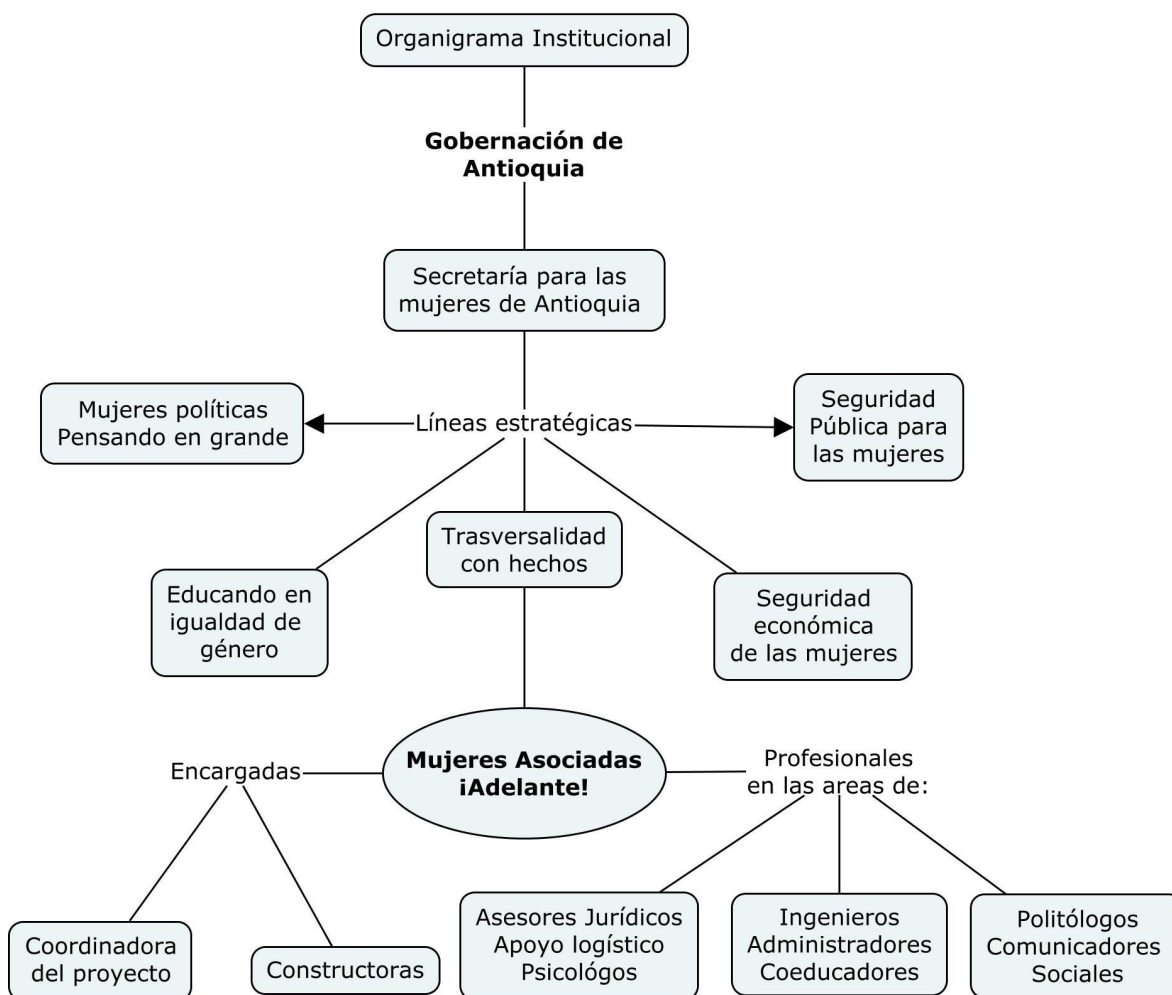 Organigrama Institucional
Gobernación de
Antioquia
Secretaría para las
mujeres de Antioquia
Mujeres políticas
Pensando en grande
Líneas estratégicas
Seguridad
Pública para
las mujeres
Trasversalidad
con hechos
Educando en
igualdad de
género
Seguridad
económica
de las mujeres
Encargadas
Mujeres Asociadas
¡Adelante!
Profesionales
en las areas de:
Coordinadora
del proyecto
Constructoras
Asesores Jurídicos
Apoyo logístico
Psicológos
Ingenieros
Administradores
Coeducadores
Politólogos
Comunicadores
Sociales